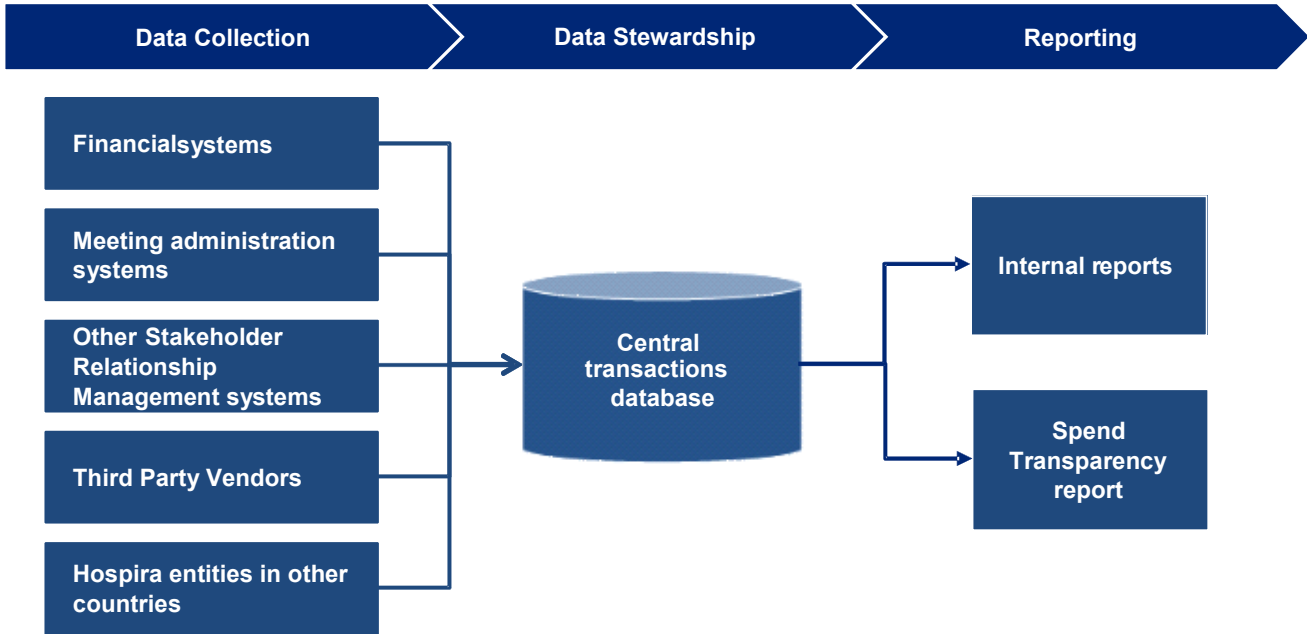 Data Collection
Data Stewardship
Reporting
Financialsystems
Meeting administration
systems
Other Stakeholder
Relationship
Management systems
Third Party Vendors
Hospira entities in other
countries
Central
transactions
database
Internal reports
Spend
Transparency
report